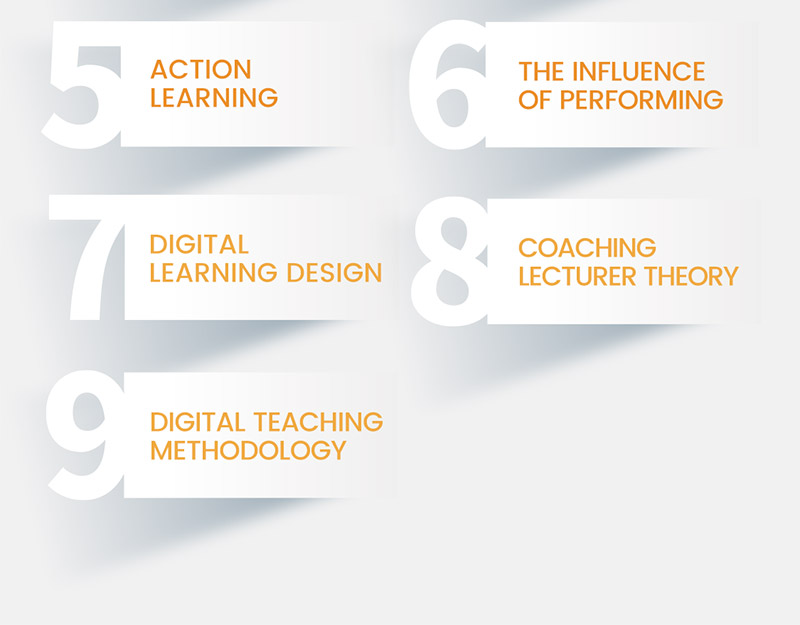 5
ACTION
LEARNING
6
THE INFLUENCE
OF PERFORMING
7
DIGITAL
LEARNING DESIGN
8
COACHING
LECTURER THEORY
9
DIGITAL TEACHING
METHODOLOGY